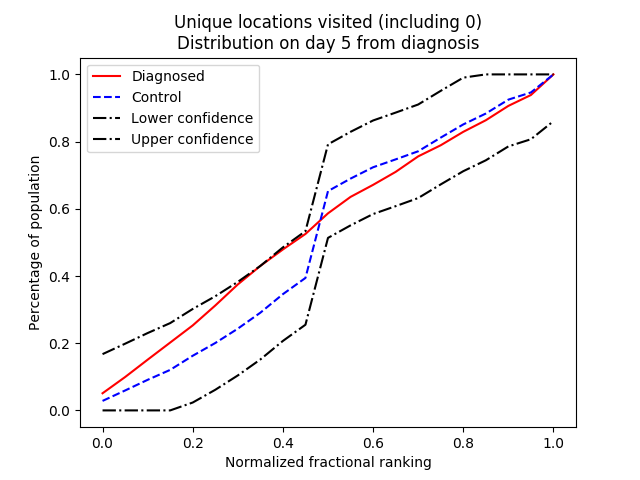 Unique locations visited (including 0)
Distribution on day 5 from diagnosis
Diagnosed
Control
Lower confidence
Upper confidence
Percentage of population
1.0
0.8
0.6
0.4
0.2
0.0
0.0 0.2 0.4 0.6 0.8 1.0
Normalized fractional ranking